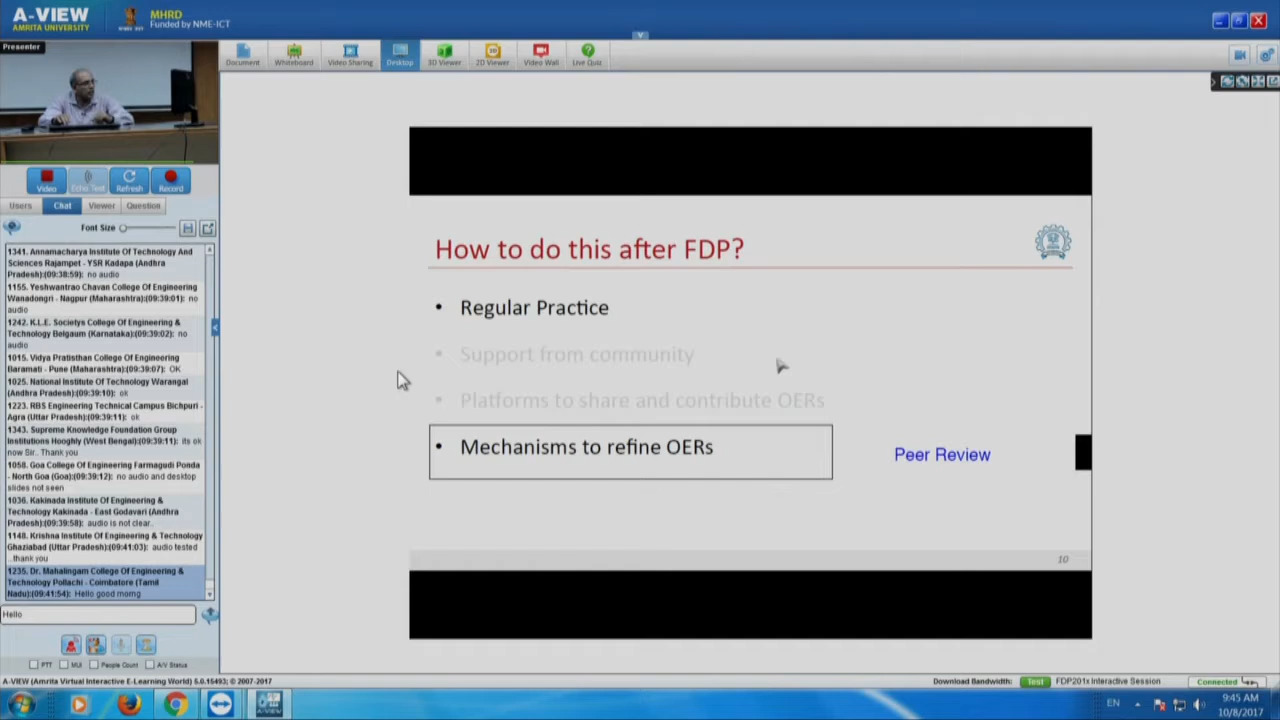 A-VIEW
AMRITA UNIVERSITY
MHRD
Funded by NME-ICT
Presenter
Document
Whiteboard
Video Sharing
Desktop
3D Viewer
2D Viewer
Video Wall
Live Quiz
Video
Echo Test
Refresh
Record
Users
Chat
Viewer
Question
Font Size
1341. Annamacharya Institute Of Technology And
Sciences Rajampet - YSR Kadapa (Andhra
Pradesh):(09:38:59): no audio
1155. Yeshwantrao Chavan College Of Engineering
Wanadongri - Nagpur (Maharashtra):(09:39:01): no
audio
1242. K.L.E. Societys College Of Engineering &
Technology Belgaum (Karnataka):(09:39:02): no
audio
1015. Vidya Pratisthan College Of Engineering
Baramati - Pune (Maharashtra):(09:39:07): OK
1025. National Institute Of Technology Warangal
(Andhra Pradesh):(09:39:10): ok
1223. RBS Engineering Technical Campus Bichpuri -
Agra (Uttar Pradesh):(09:39:11): ok
1343. Supreme Knowledge Foundation Group
Institutions Hooghly (West Bengal):(09:39:11): its ok
now Sir.. Thank you
1058. Goa College Of Engineering Farmagudi Ponda
- North Goa (Goa):(09:39:12): no audio and desktop
slides not seen
1036. Kakinada Institute Of Engineering &
Technology Kakinada - East Godavari (Andhra
Pradesh):(09:39:58): audio is not clear.
1148. Krishna Institute Of Engineering & Technology
Ghaziabad (Uttar Pradesh):(09:41:03): audio tested
..thank you
1235. Dr. Mahalingam College Of Engineering &
Technology Pollachi - Coimbatore (Tamil
Nadu):(09:41:54): Hello good morng
Hello
PTT
MUI
People Count
A/V Status
How to do this after FDP?
• Regular Practice
• Support from community
• Platforms to share and contribute OERs
• Mechanisms to refine OERs
Peer Review
10
A-VIEW (Amrita Virtual Interactive E-Learning World) 5.0.15493; © 2007-2017
Download Bandwidth:
Test
FDP201x Interactive Session
Connected
EN
9:45 AM
10/8/2017